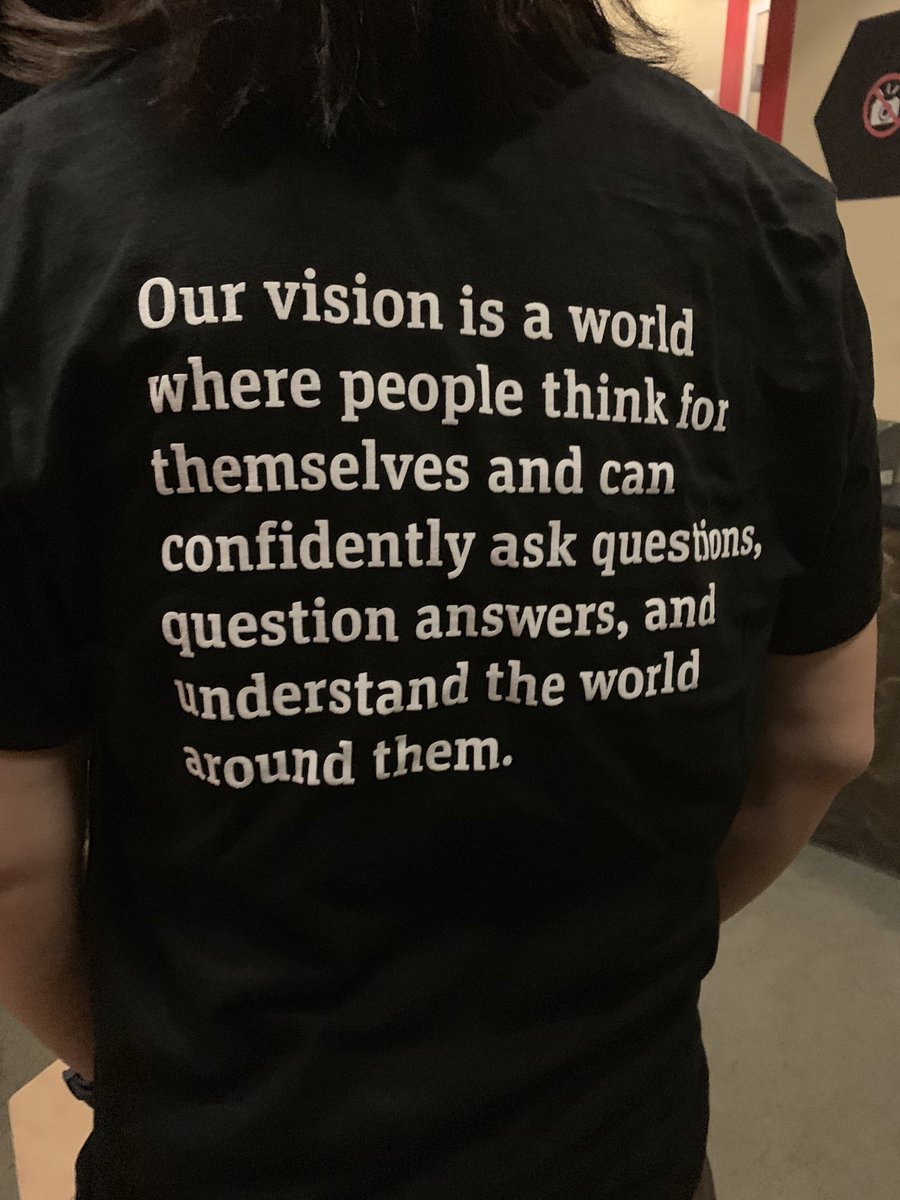 Our vision is a world
where people think for
themselves and can
confidently ask questions,
question answers, and
understand the world
around them.